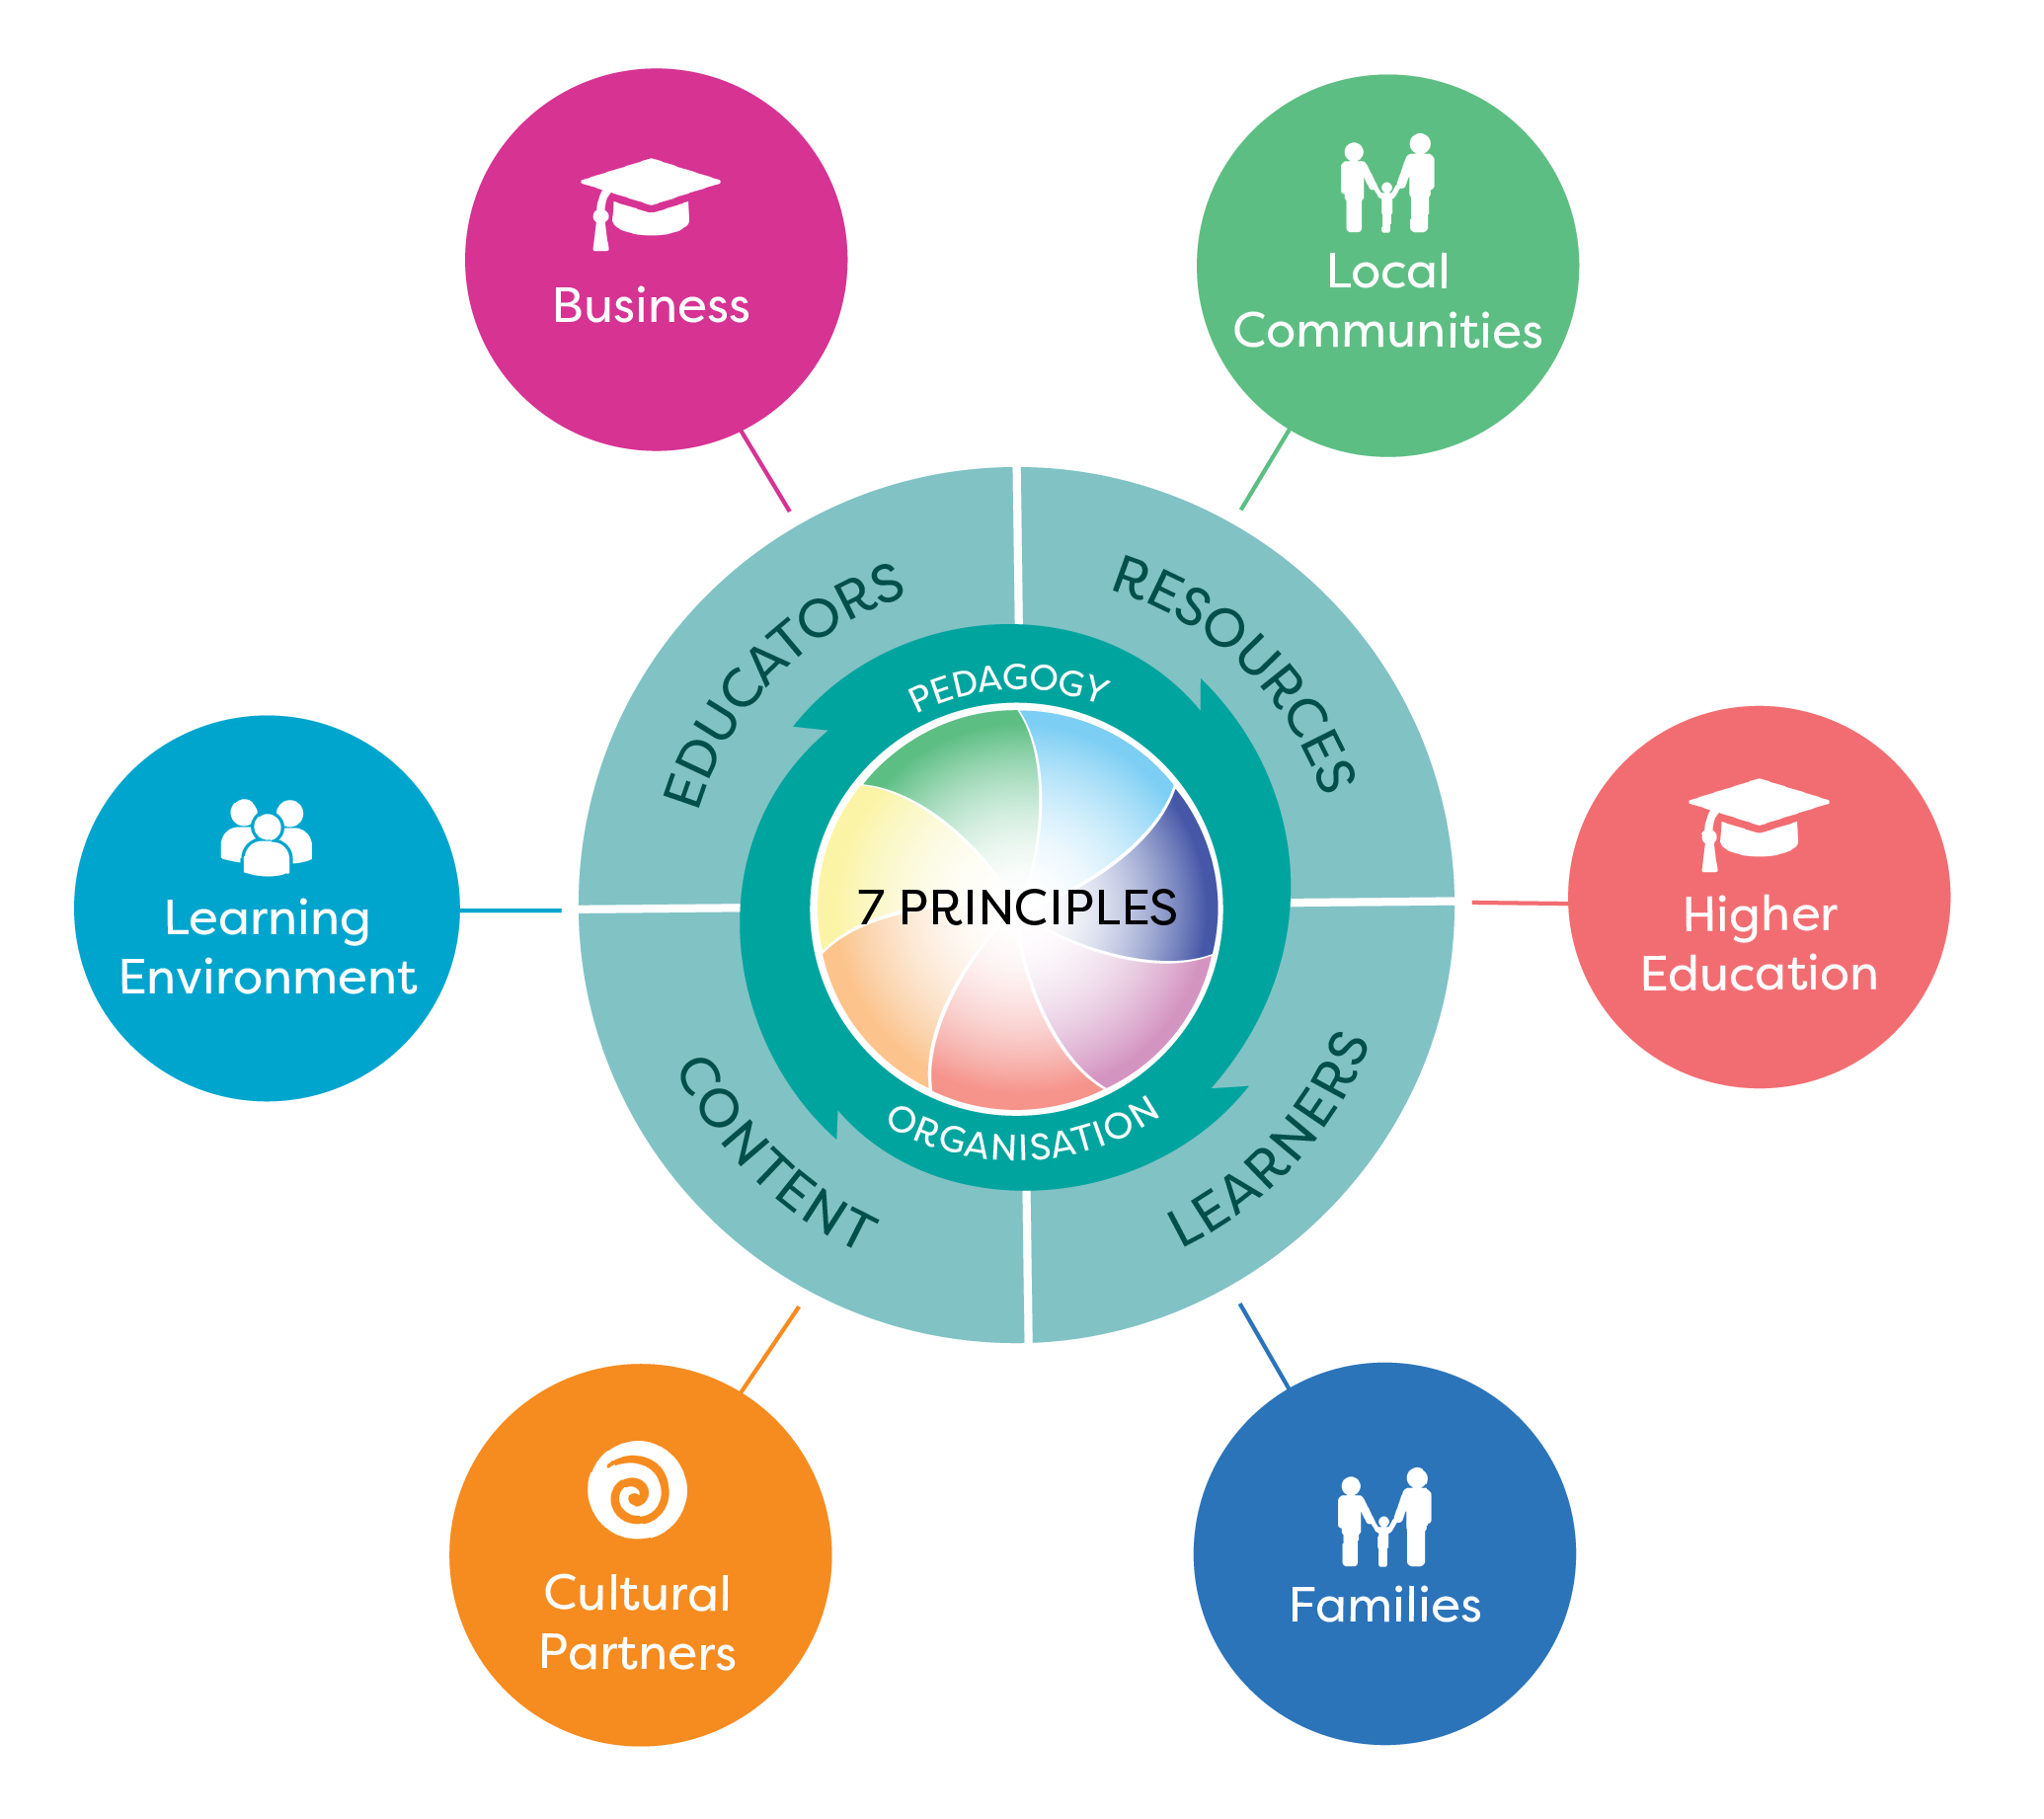 Business
Local
Communities
EDUCATORS
RESOURCES
PEDAGOGY
7 PRINCIPLES
Learning
Environment
Higher
Education
ORGANISATION
CONTENT
LEARNERS
Cultural
Partners
Families